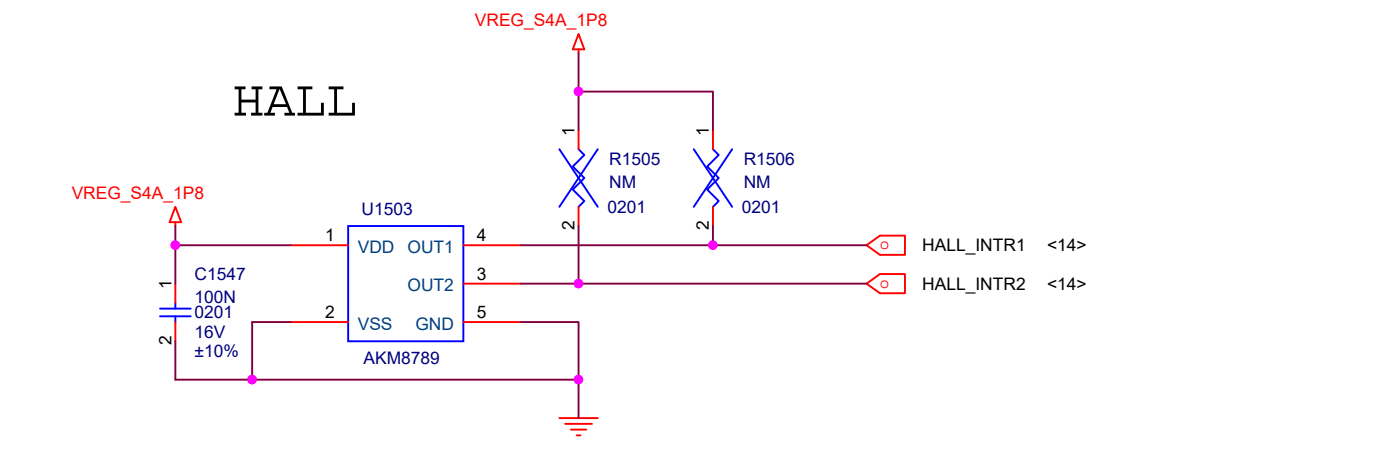 VREG_S4A_1P8
HALL
1
1
R1505
NM
0201
R1506
NM
0201
2
2
VREG_S4A_1P8
U1503
1
VDD
OUT1
4
HALL_INTR1 <14>
OUT2
3
HALL_INTR2 <14>
2
VSS
GND
5
AKM8789
1
C1547
100N
0201
16V
±10%
2